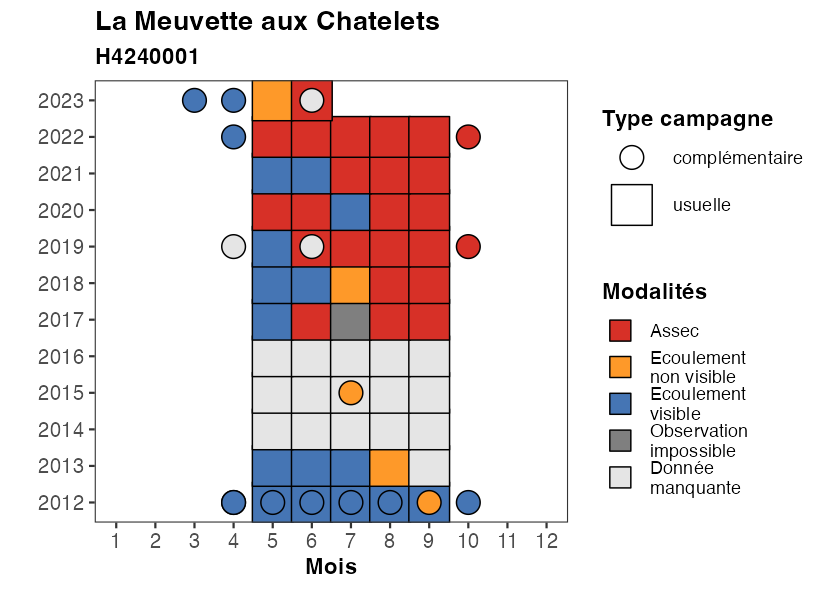 La Meuvette aux Chatelets
H4240001
2023
2022
2021
2020
2019
2018
2017
2016
2015
2014
2013
2012
1 2 3 4 5 6 7 8 9 10 11 12
Mois
Type campagne
complémentaire
usuelle
Modalités
Assec
Ecoulement
non visible
Ecoulement
visible
Observation
impossible
Donnée
manquante